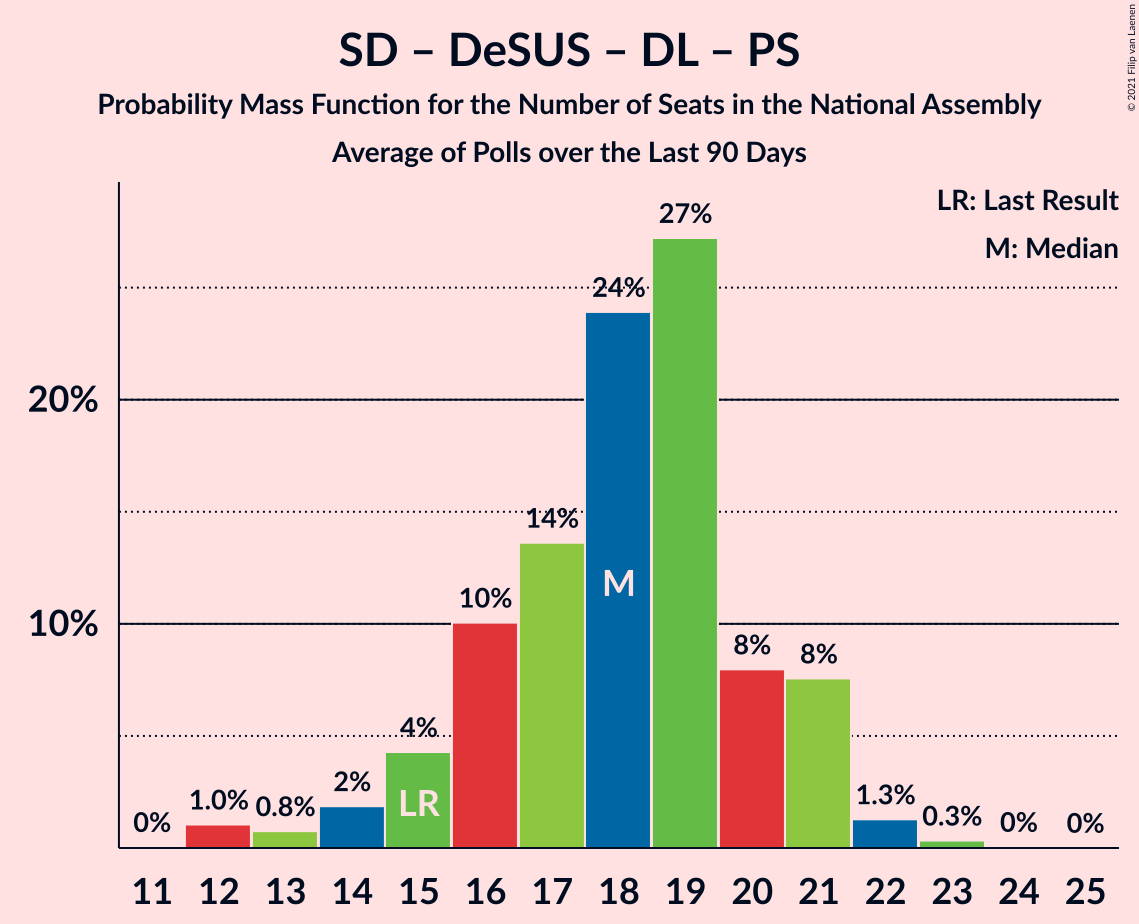 SD – DeSUS – DL – PS
Probability Mass Function for the Number of Seats in the National Assembly
Average of Polls over the Last 90 Days
© 2021 Filip van Laenen
LR: Last Result
M: Median
27%
24%
20%
14%
M
10%
10%
8%
8%
4%
LR
2%
1.0%
0.8%
0%
1.3%
0.3%
0%
0%
11 12 13 14 15 16 17 18 19 20 21 22 23 24 25